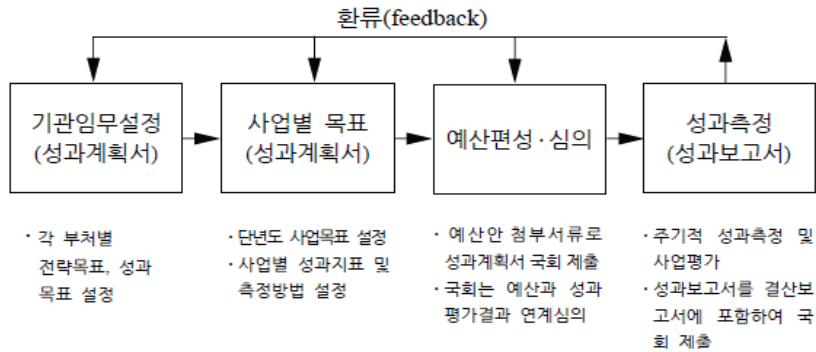 환류(feedback)
기관임무설정
(성과계획서)
사업별 목표
(성과계획서)
예산편성·심의
성과측정
(성과보고서)
· 각 부처별
전략목표, 성과
목표 설정
· 단년도 사업목표 설정
· 사업별 성과지표 및
측정방법 설정
· 예산안 첨부서류로
성과계획서 국회 제출
· 국회는 예산과 성과
평가결과 연계심의
· 주기적 성과측정 및
사업평가
· 성과보고서를 결산보
고서에 포함하여 국
회 제출